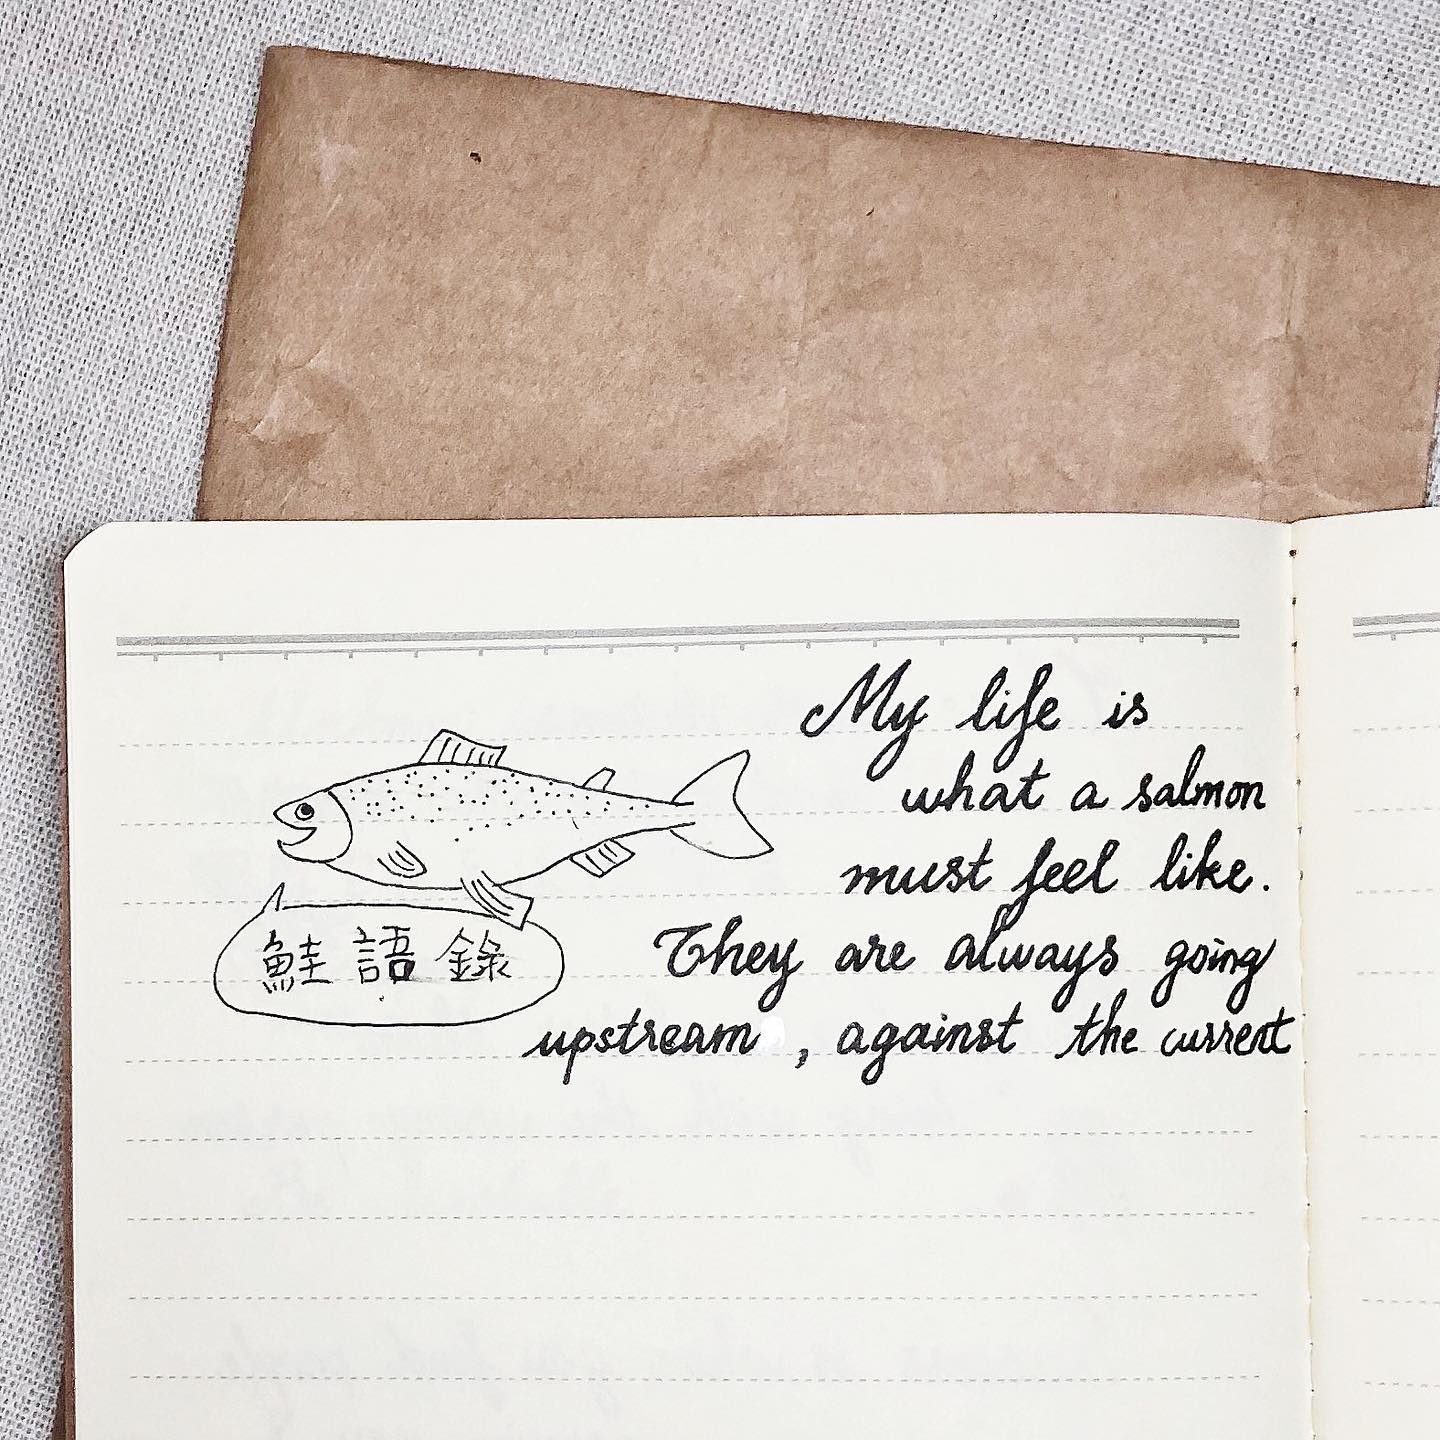 My life is
what a salmon
must feel like.
They are always going
upstream, against the current
鮭語錄